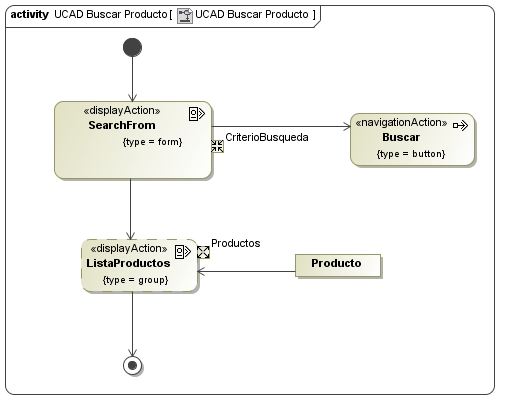 activity UCAD Buscar Producto[ UCAD Buscar Producto ]
«displayAction»
SearchFrom
{type = form}
CriterioBusqueda
«navigationAction»
Buscar
{type = button}
«displayAction»
ListaProductos
{type = group}
Productos
Producto